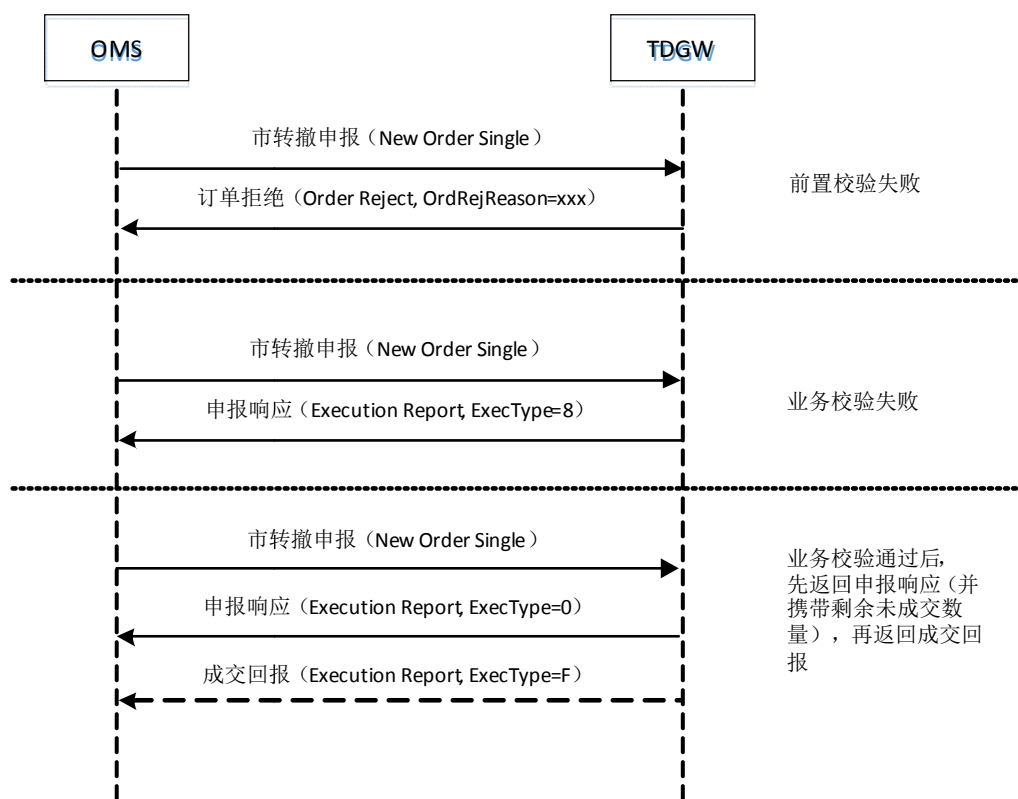 OMS
TDGW
市转撤申报（New Order Single）
订单拒绝（Order Reject, OrdRejReason=xxx）
前置校验失败
市转撤申报（New Order Single）
申报响应（Execution Report, ExecType=8）
业务校验失败
市转撤申报（New Order Single）
申报响应（Execution Report, ExecType=0）
成交回报（Execution Report, ExecType=F）
业务校验通过后，
先返回申报响应（并
携带剩余未成交数
量），再返回成交回
报